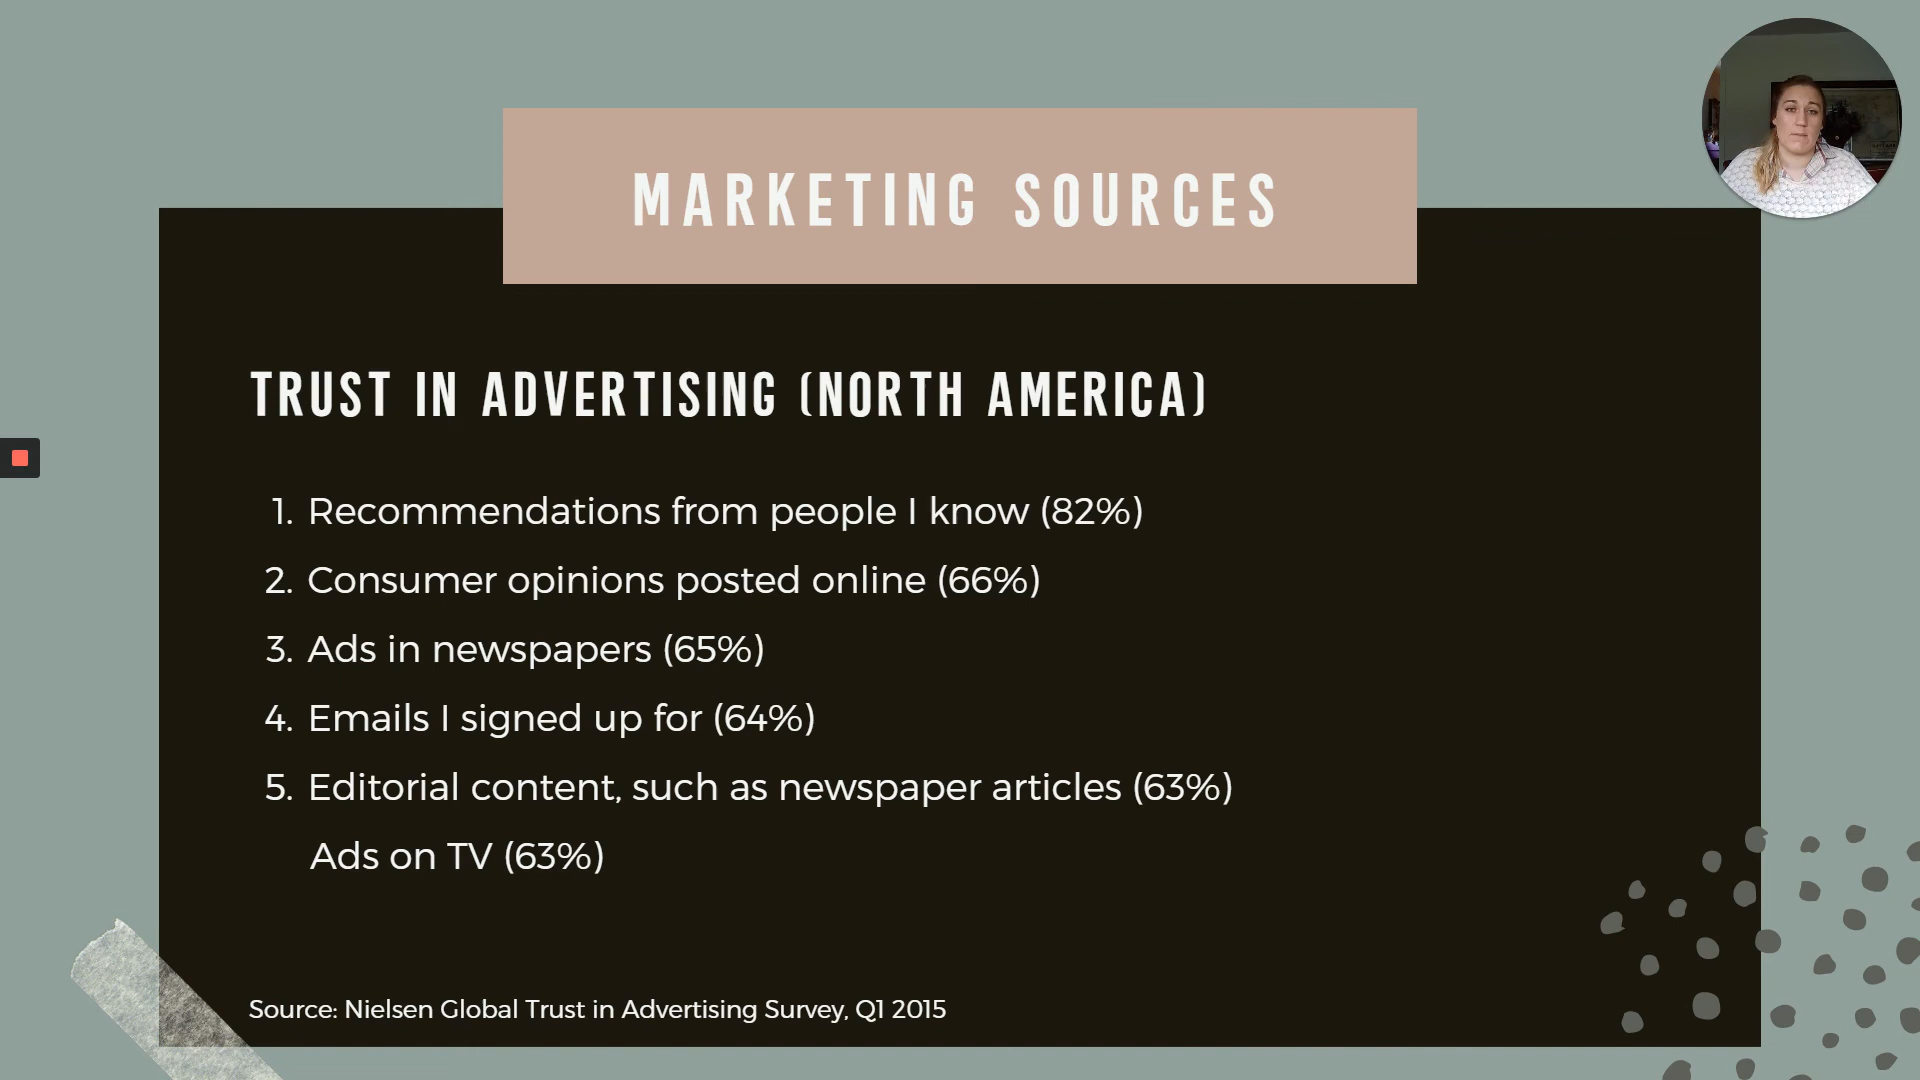 MARKETING SOURCES
TRUST IN ADVERTISING (NORTH AMERICA)
1. Recommendations from people I know (82%)
2. Consumer opinions posted online (66%)
3. Ads in newspapers (65%)
4. Emails I signed up for (64%)
5. Editorial content, such as newspaper articles (63%)
Ads on TV (63%)
Source: Nielsen Global Trust in Advertising Survey, Q1 2015